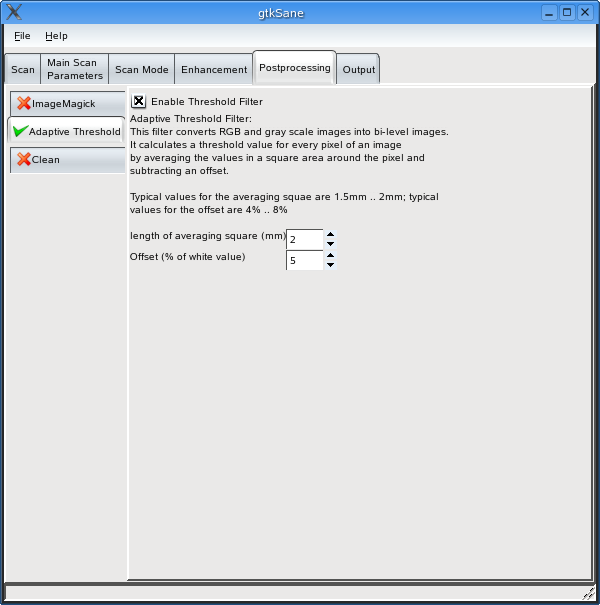 gtkSane
File Help
Scan
Main Scan
Parameters
Scan Mode
Enhancement
Postprocessing
Output
ImageMagick
Adaptive Threshold
Clean
Enable Threshold Filter
Adaptive Threshold Filter:
This filter converts RGB and gray scale images into bi-level images.
It calculates a threshold value for every pixel of an image
by averaging the values in a square area around the pixel and
subtracting an offset.
Typical values for the averaging squae are 1.5mm .. 2mm; typical
values for the offset are 4% .. 8%
length of averaging square (mm) 2
Offset (% of white value) 5